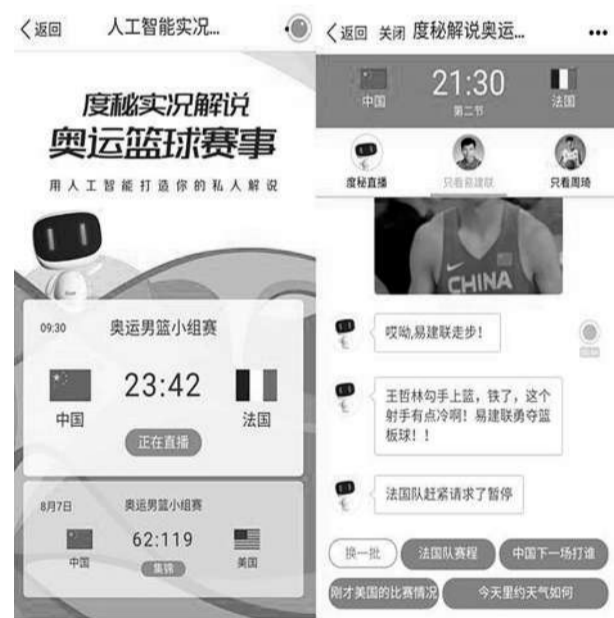 返回
人工智能实况...
度秘实况解说
奥运篮球赛事
用人工智能打造你的私人解说
09:30
奥运男篮小组赛
中国
23:42
法国
正在直播
8月7日
奥运男篮小组赛
中国
62:119
美国
集锦
返回 关闭 度秘解说奥运...
中国
21:30
法国
第二节
度秘直播
只看易建联
只看周琦
CHINA
哎呦,易建联走步!
王哲林勾手上篮,铁了,这个
射手有点冷啊!易建联勇夺篮
板球!!
法国队赶紧请求了暂停
换一批
法国队赛程
中国下一场打谁
刚才美国的比赛情况
今天里约天气如何